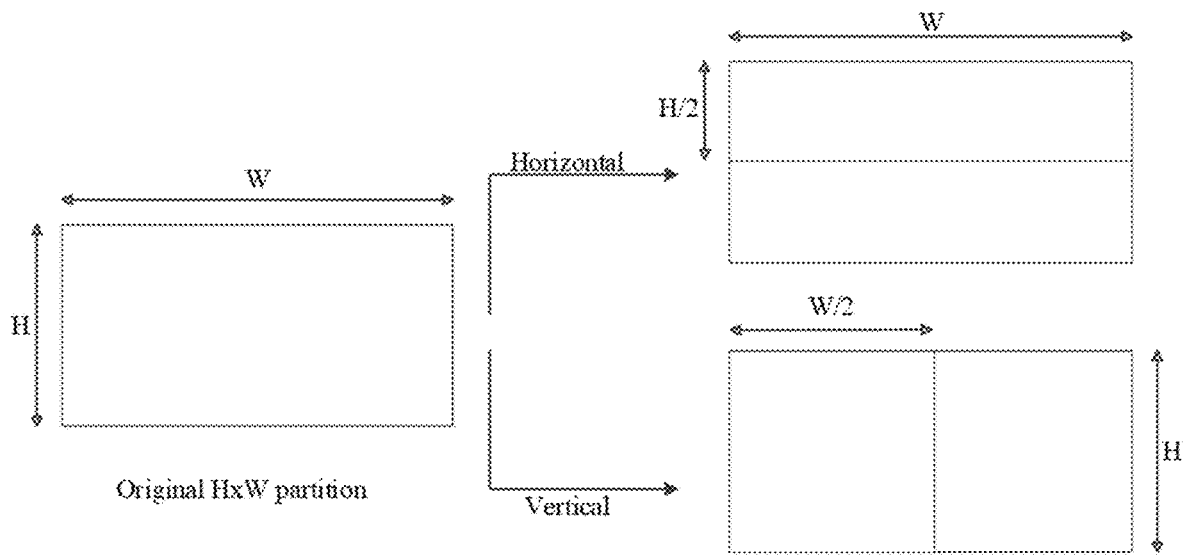 W
H
Original HxW partition
Horizontal
Vertical
W
H/2
W/2
H